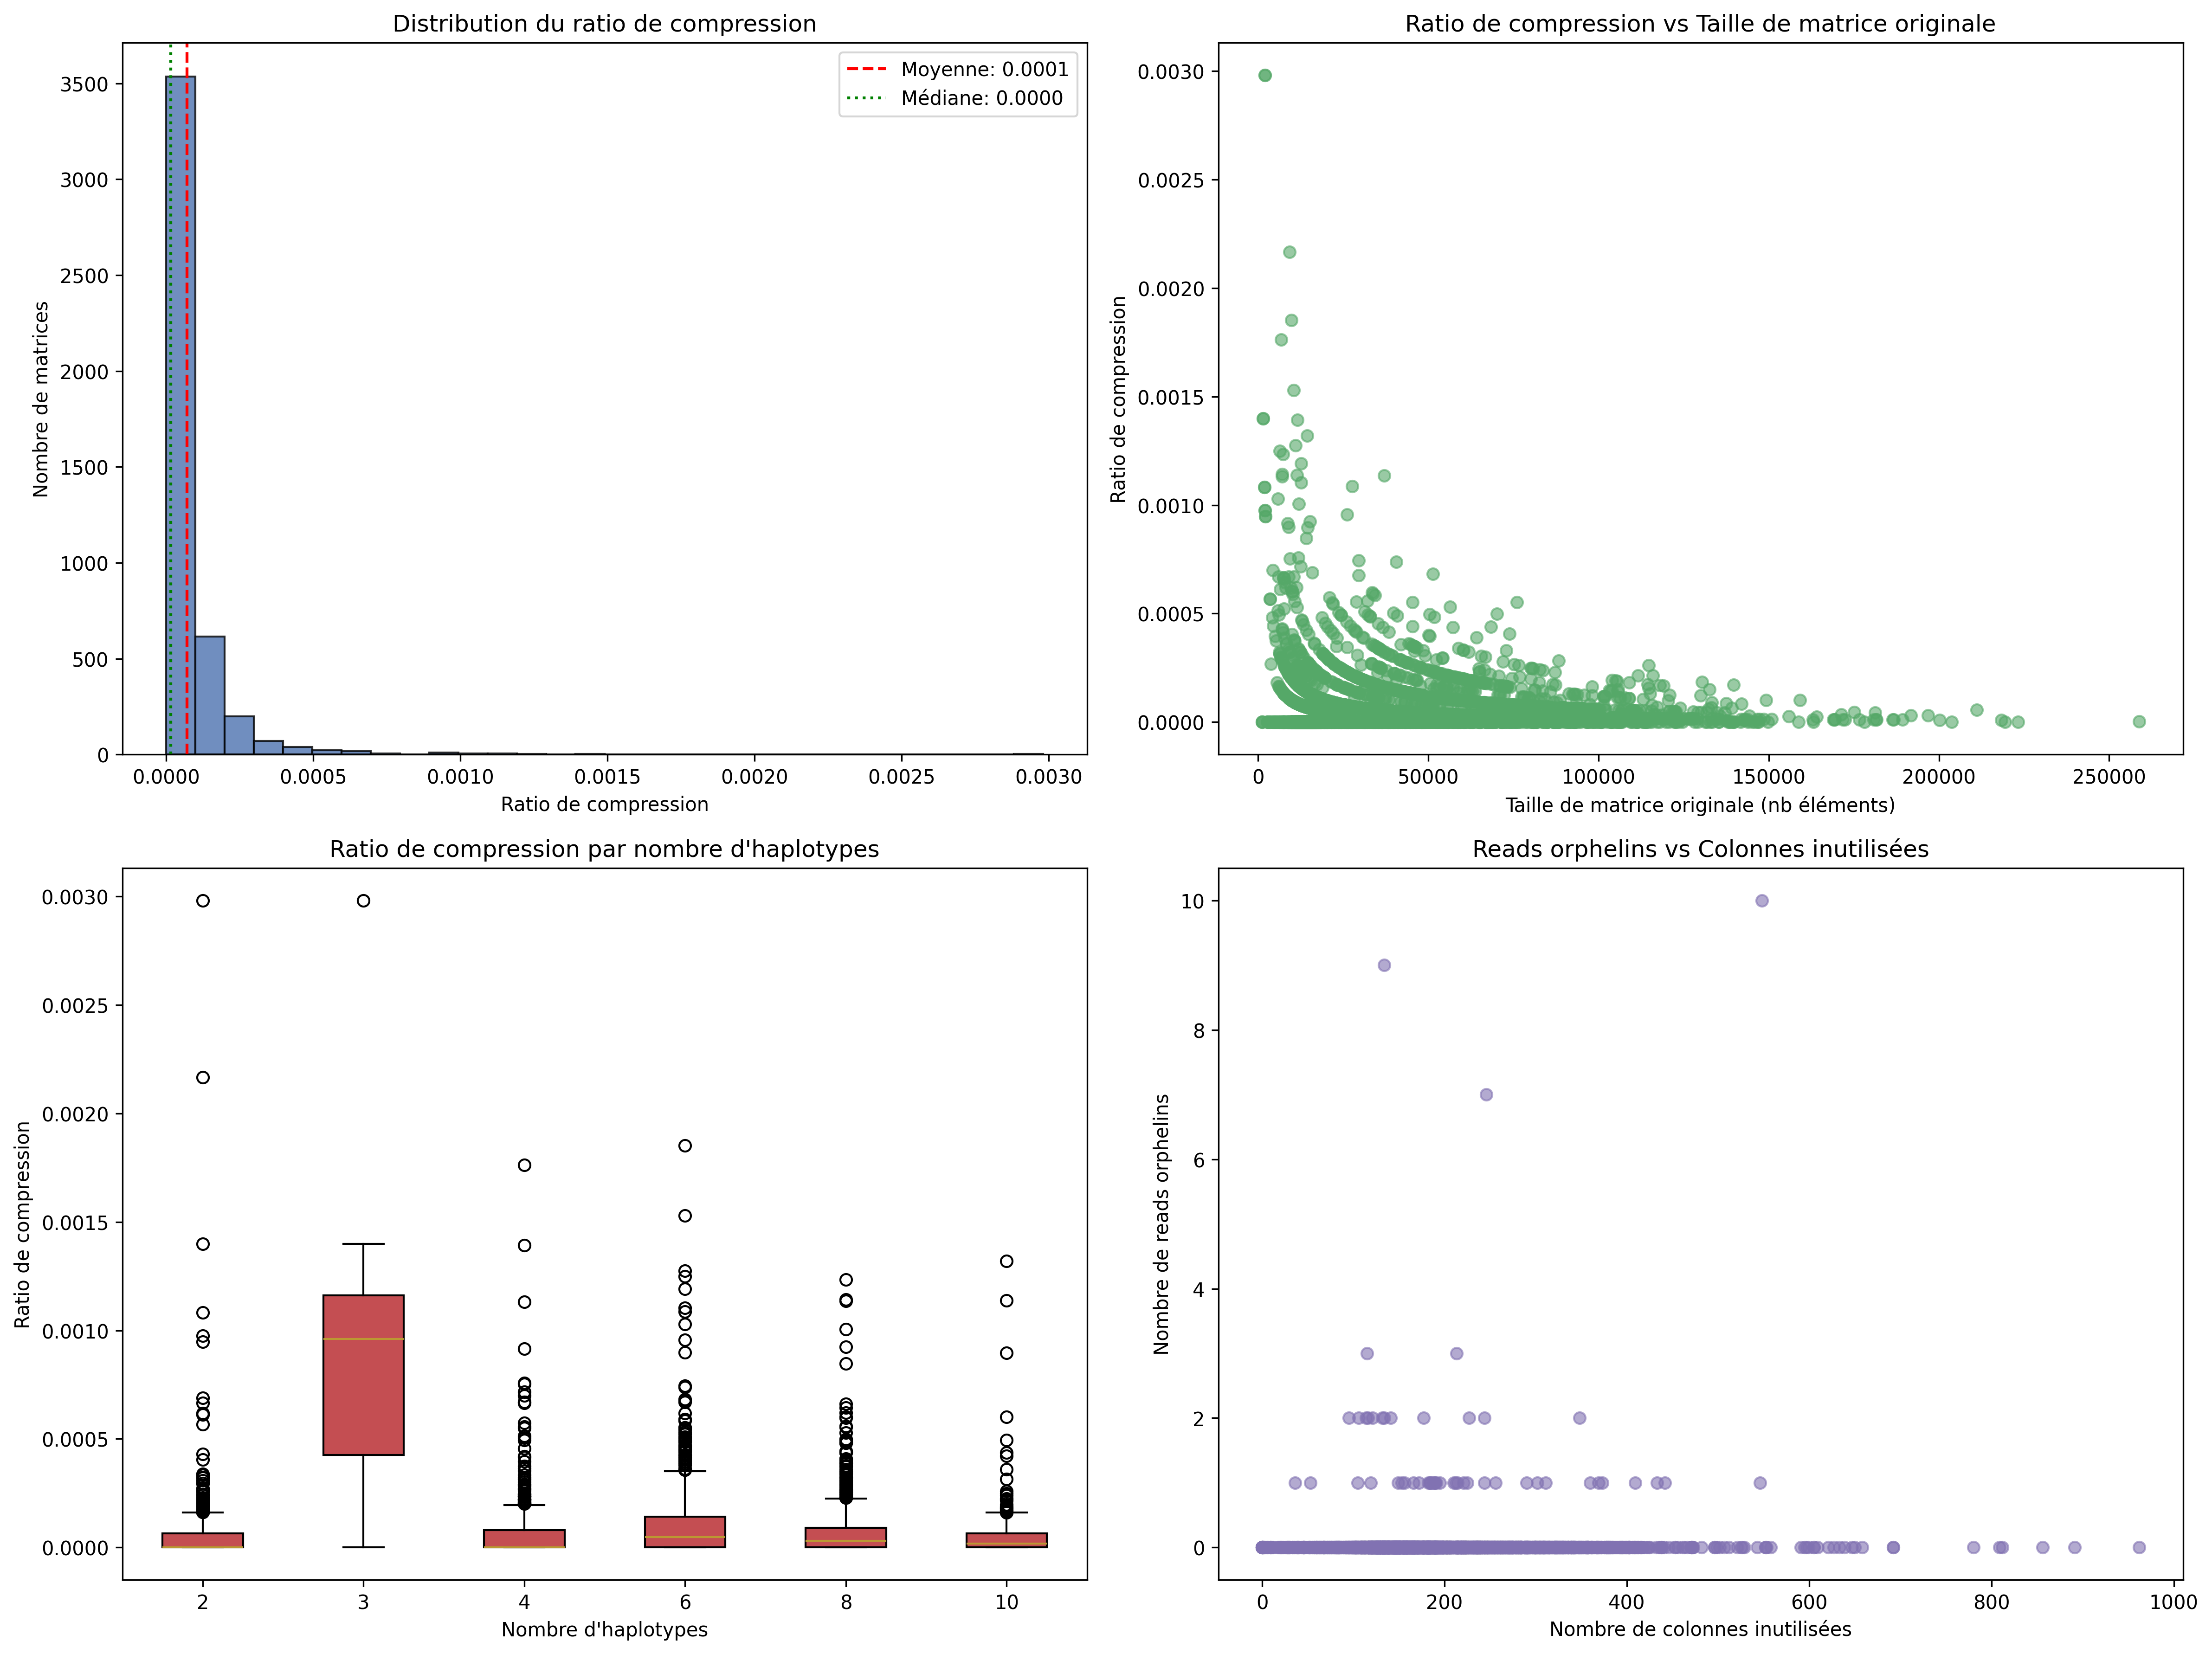 Distribution du ratio de compression
Nombre de matrices
3500
3000
2500
2000
1500
1000
500
0
Moyenne: 0.0001
Médiane: 0.0000
0.0000 0.0005 0.0010 0.0015 0.0020 0.0025 0.0030
Ratio de compression
Ratio de compression vs Taille de matrice originale
Ratio de compression
0.0030
0.0025
0.0020
0.0015
0.0010
0.0005
0.0000
0 50000 100000 150000 200000 250000
Taille de matrice originale (nb éléments)
Ratio de compression par nombre d'haplotypes
Ratio de compression
0.0030
0.0025
0.0020
0.0015
0.0010
0.0005
0.0000
2 3 4 6 8 10
Nombre d'haplotypes
Reads orphelins vs Colonnes inutilisées
Nombre de reads orphelins
10
8
6
4
2
0
0 200 400 600 800 1000
Nombre de colonnes inutilisées